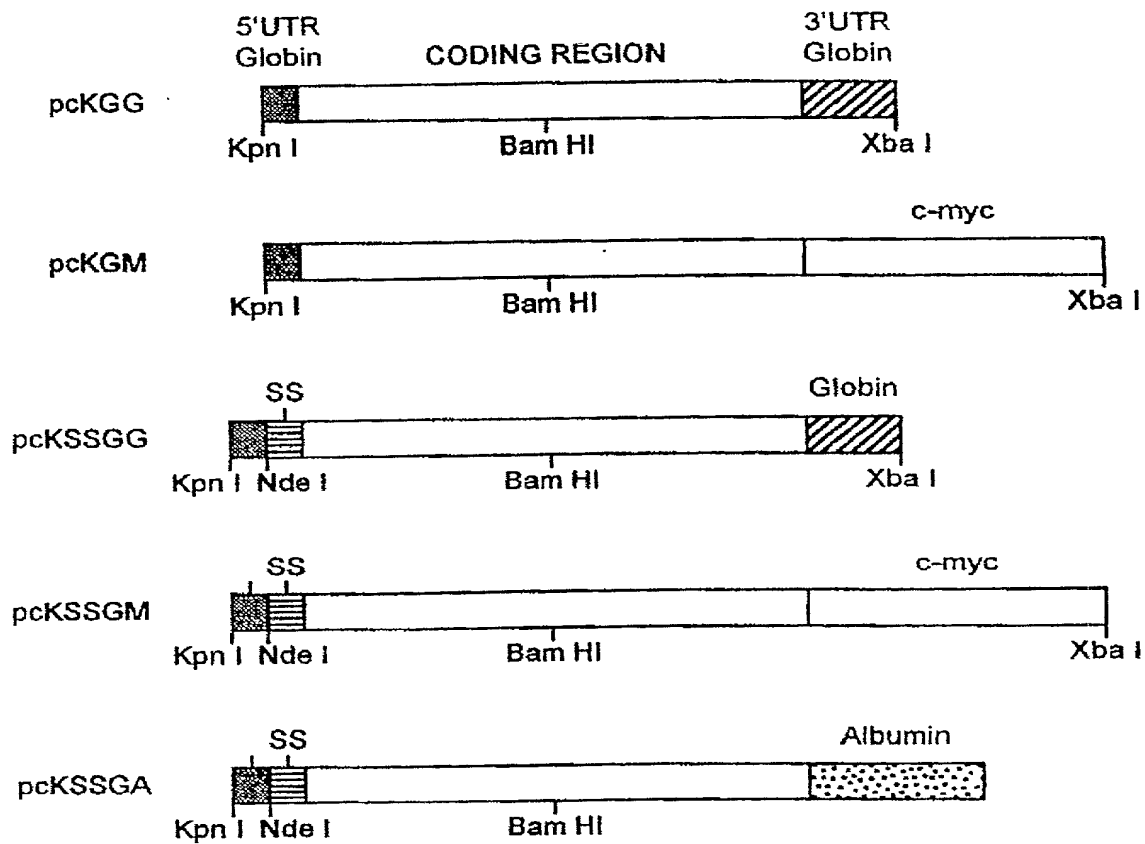 5'UTR Globin
CODING REGION
3'UTR Globin
pcKGG
Kpn I
Bam HI
Xba I
c-myc
pcKGM
Kpn I
Bam HI
Xba I
SS
Globin
pcKSSGG
Kpn I
Nde I
Bam HI
Xba I
SS
c-myc
pcKSSGM
Kpn I
Nde I
Bam HI
Xba I
SS
Albumin
pcKSSGA
Kpn I
Nde I
Bam HI